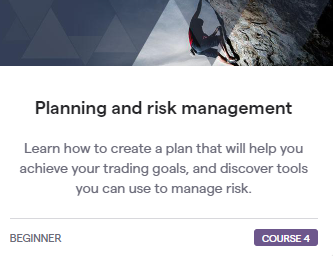 Planning and risk management
Learn how to create a plan that will help you
achieve your trading goals, and discover tools
you can use to manage risk.
BEGINNER
COURSE 4